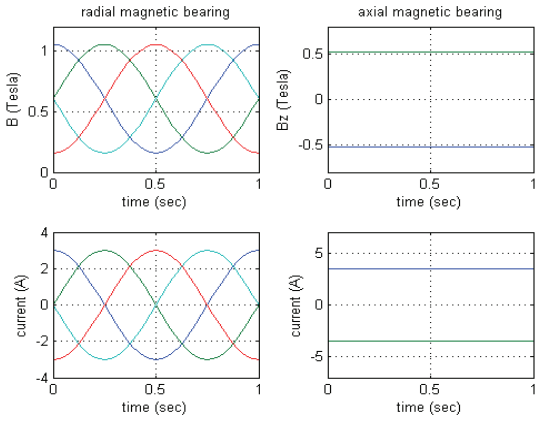 radial magnetic bearing
B (Tesla)
1
0.5
0
0 0.5 1
time (sec)
axial magnetic bearing
Bz (Tesla)
0.5
0
-0.5
0 0.5 1
time (sec)
current (A)
4
2
0
-2
-4
0 0.5 1
time (sec)
current (A)
5
0
-5
0 0.5 1
time (sec)